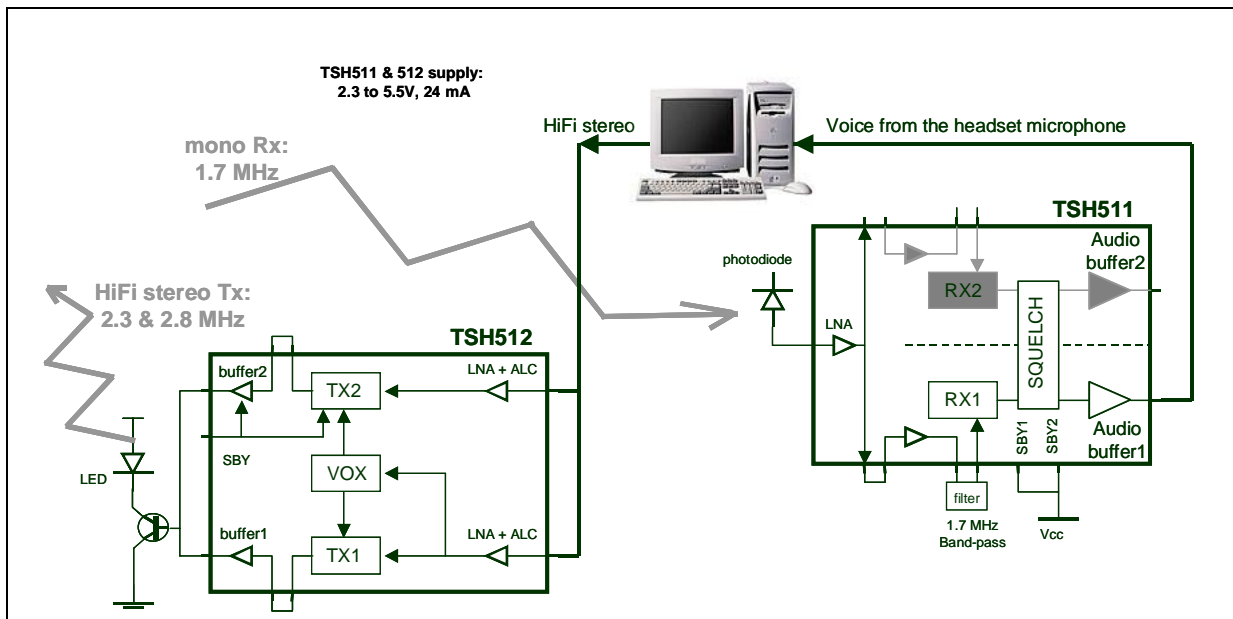 TSH511 & 512 supply:
2.3 to 5.5V, 24 mA
HiFi stereo
Voice from the headset microphone
mono Rx:
1.7 MHz
TSH511
Audio
buffer2
photodiode
RX2
HiFi stereo Tx:
2.3 & 2.8 MHz
LNA
SQUELCH
TSH512
buffer2
LNA + ALC
TX2
RX1
SBY1
SBY2
Audio
buffer1
SBY
VOX
LED
filter
1.7 MHz
Band-pass
Vcc
buffer1
LNA + ALC
TX1